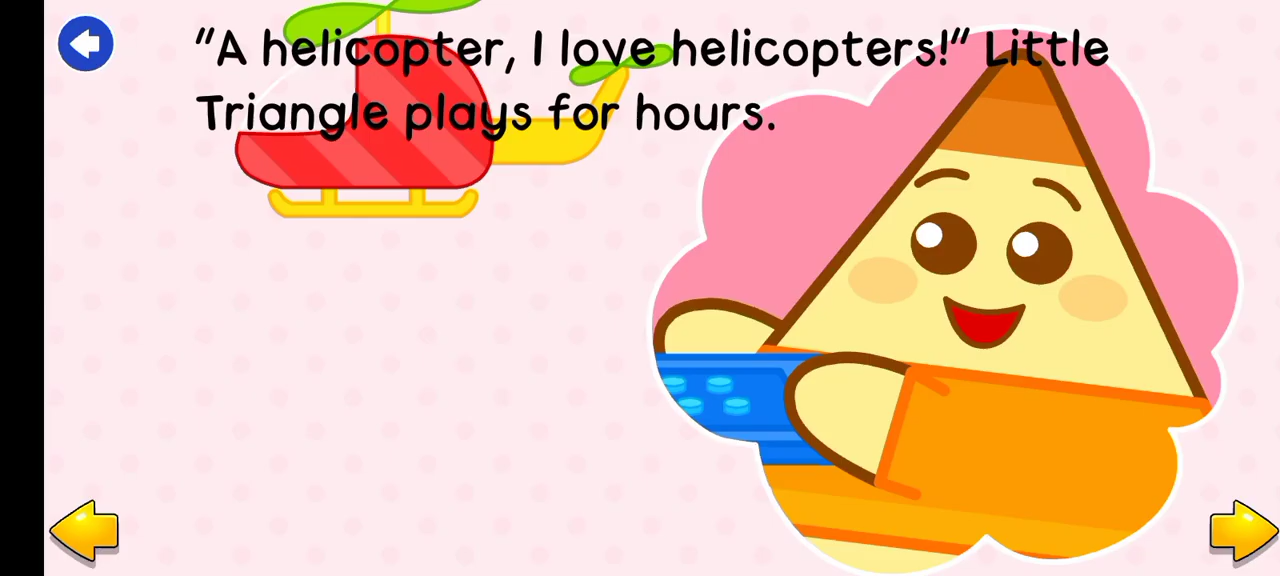 “A helicopter, I love helicopters!” Little
Triangle plays for hours.